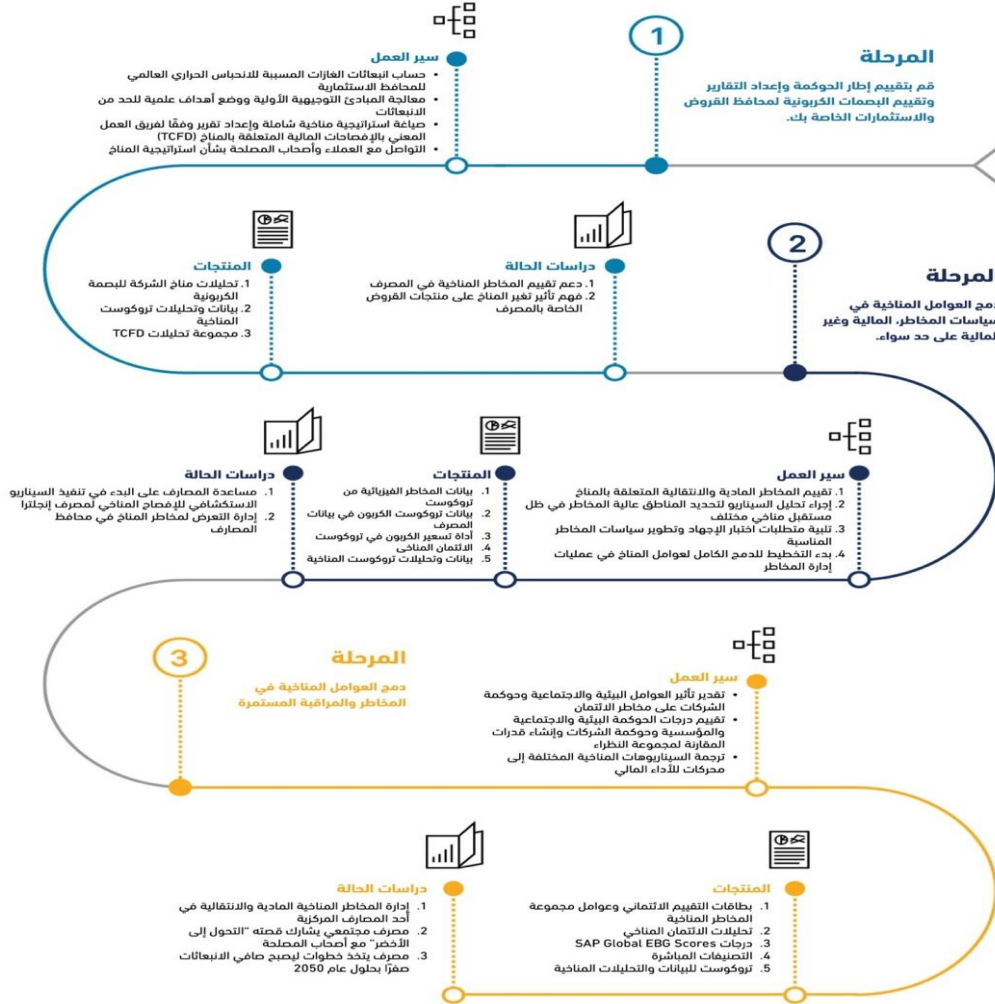 1
المرحلة
قم بتقييم إطار الحوكمة وإعداد التقارير
وتقييم البصمات الكربونية لمحافظ القروض
والاستثمارات الخاصة بك.
سير العمل
• حساب انبعاثات الغازات المسببة للانحباس الحراري العالمي
للمحافظ الاستثمارية
• معالجة المبادئ التوجيهية الأولية ووضع أهداف علمية للحد من
الانبعاثات
• صياغة استراتيجية مناخية شاملة وإعداد تقرير وفقًا لفريق العمل
المعني بالإفصاحات المالية المتعلقة بالمناخ (TCFD)
• التواصل مع العملاء وأصحاب المصلحة بشأن استراتيجية المناخ
دراسات الحالة
1. دعم تقييم المخاطر المناخية في المصرف
2. فهم تأثير تغير المناخ على منتجات القروض
الخاصة بالمصرف
المنتجات
1. تحليلات مناخ الشركة للبصمة
الكربونية
2. بيانات وتحليلات تروكوست
المناخية
3. مجموعة تحليلات TCFD
2
المرحلة
دمج العوامل المناخية في
سياسات المخاطر. المالية وغير
المالية على حد سواء.
سير العمل
1. تقييم المخاطر المادية والانتقالية المتعلقة بالمناخ
2. إجراء تحليل السيناريو لتحديد المناطق عالية المخاطر في ظل
مستقبل مناخي مختلف
3. تلبية متطلبات اختبار الإجهاد وتطوير سياسات المخاطر
المناسبة
4. بدء التخطيط للدمج الكامل لعوامل المناخ في عمليات
إدارة المخاطر
المنتجات
1. بيانات المخاطر الفيزيائية من
تروكوست
2. بيانات تروكوست الكربون في بيانات
المصرف
3. أداة تسعير الكربون في تروكوست
4. الائتمان المناخى
5. بيانات وتحليلات تروكوست المناخية
دراسات الحالة
1. مساعدة المصارف على البدء في تنفيذ السيناريو
الاستكشافي للإفصاح المناخي لمصرف إنجلترا
2. إدارة التعرض لمخاطر المناخ في محافظ
المصارف
3
المرحلة
دمج العوامل المناخية في
المخاطر والمراقبة المستمرة
سير العمل
• تقدير تأثير العوامل البيئية والاجتماعية وحوكمة
الشركات على مخاطر الائتمان
• تقييم درجات الحوكمة البيئية والاجتماعية
والمؤسسية وحوكمة الشركات وإنشاء قدرات
المقارنة لمجموعة النظراء
• ترجمة السيناريوهات المناخية المختلفة إلى
محركات للأداء المالي
المنتجات
1. بطاقات التقييم الائتماني وعوامل مجموعة
المخاطر المناخية
2. تحليلات الائتمان المناخي
3. درجات SAP Global EBG Scores
4. التصنيفات المباشرة
5. تروكوست للبيانات والتحليلات المناخية
دراسات الحالة
1. إدارة المخاطر المناخية المادية والانتقالية في
أحد المصارف المركزية
2. مصرف مجتمعي يشارك قصته "التحول إلى
الأخضر" مع أصحاب المصلحة
3. مصرف يتخذ خطوات ليصبح صافي الانبعاثات
صفرًا بحلول عام 2050